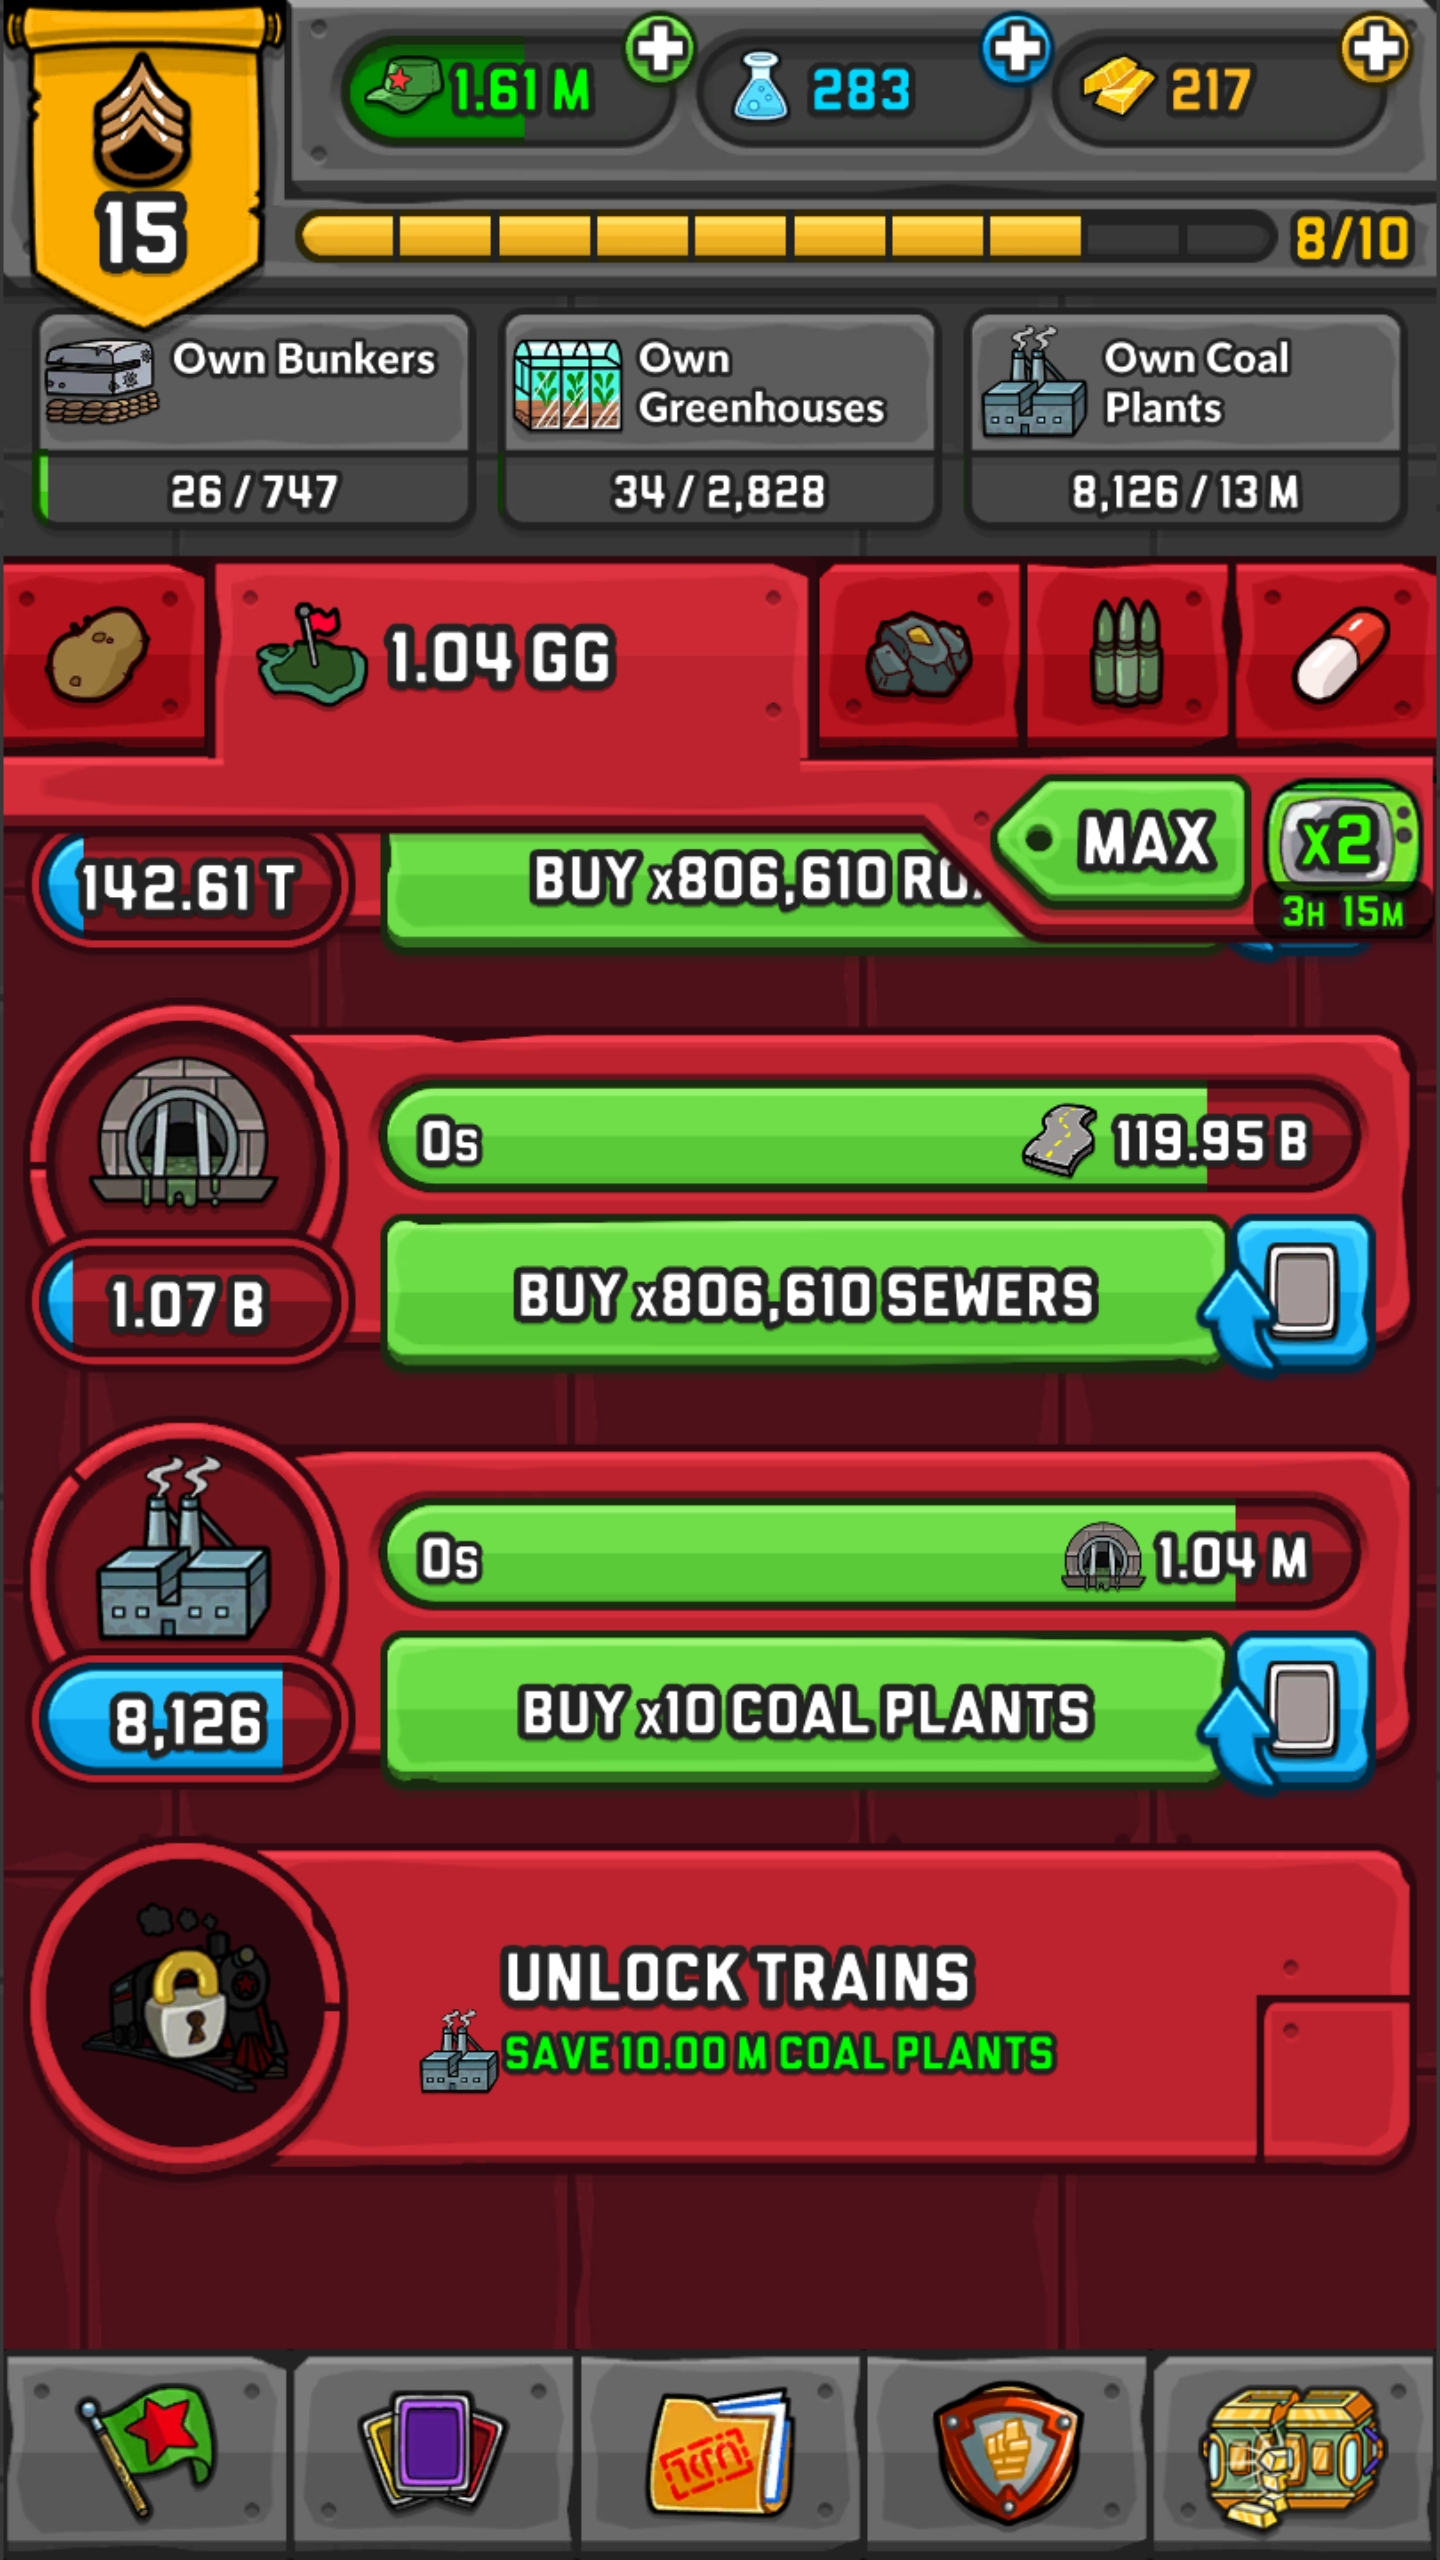 1.61 M
283
217
15
8/10
Own Bunkers
26 / 747
Own
Greenhouses
34 / 2,828
Own Coal
Plants
8,126 / 13 M
1.04 GG
MAX
x2
3H 15M
142.61 T
BUY x806,610
0s
119.95 B
1.07 B
BUY x806,610 SEWERS
0s
1.04 M
8,126
BUY x10 COAL PLANTS
UNLOCK TRAINS
SAVE 10.00 M COAL PLANTS